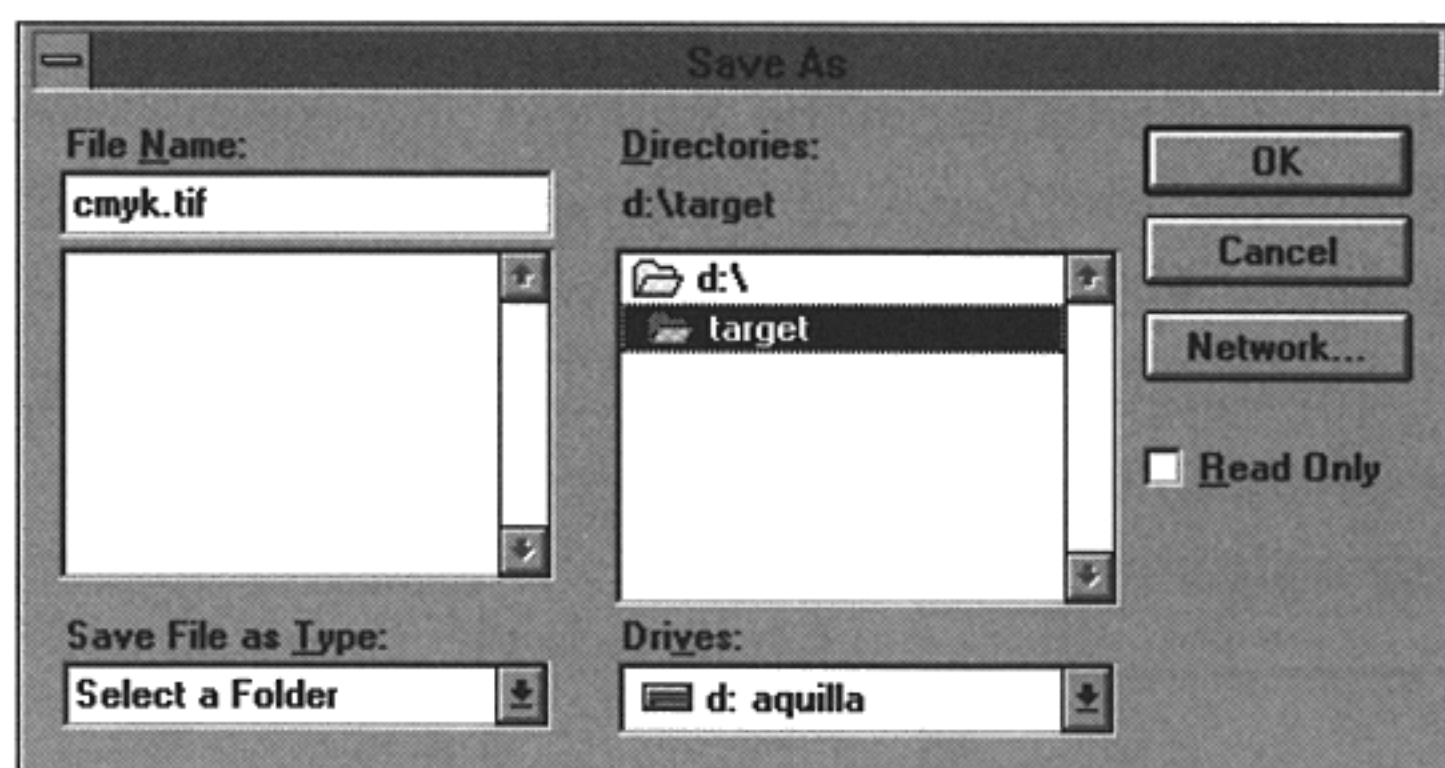 Save As
File Name:
cmyk.tif
Save File as Type:
Select a Folder
Directories:
d:\target
d:\
target
Drives:
d: aquilla
OK
Cancel
Network...
Read Only